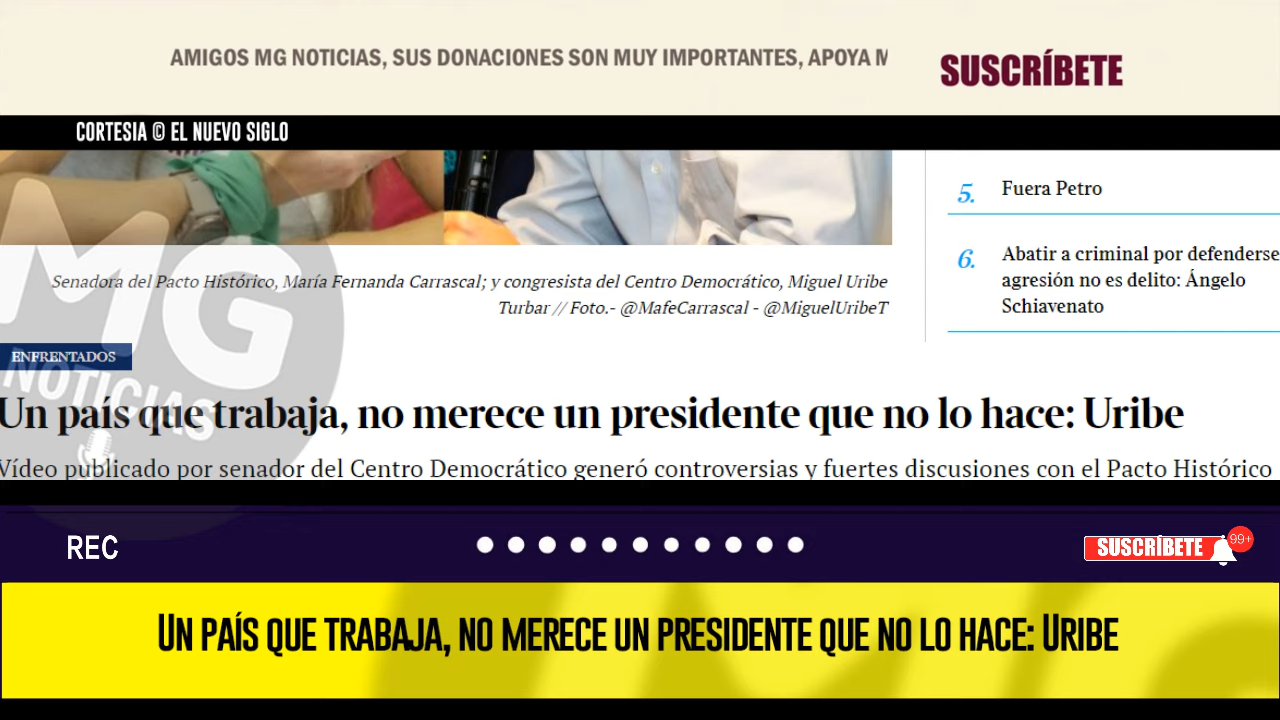 AMIGOS MG NOTICIAS, SUS DONACIONES SON MUY IMPORTANTES, APOYA M
SUSCRÍBETE
CORTESIA © EL NUEVO SIGLO
5. Fuera Petro
6. Abatir a criminal por defenderse
agresión no es delito: Ángelo
Schiavenato
Senadora del Pacto Histórico, María Fernanda Carrascal; y congresista del Centro Democrático, Miguel Uribe
Turbar // Foto.- @MafeCarrascal - @MiguelUribeT
MG
NOTICIAS
ENFRENTADOS
Un país que trabaja, no merece un presidente que no lo hace: Uribe
Vídeo publicado por senador del Centro Democrático generó controversias y fuertes discusiones con el Pacto Histórico
REC
SUSCRÍBETE
99+
UN PAÍS QUE TRABAJA, NO MERECE UN PRESIDENTE QUE NO LO HACE: URIBE